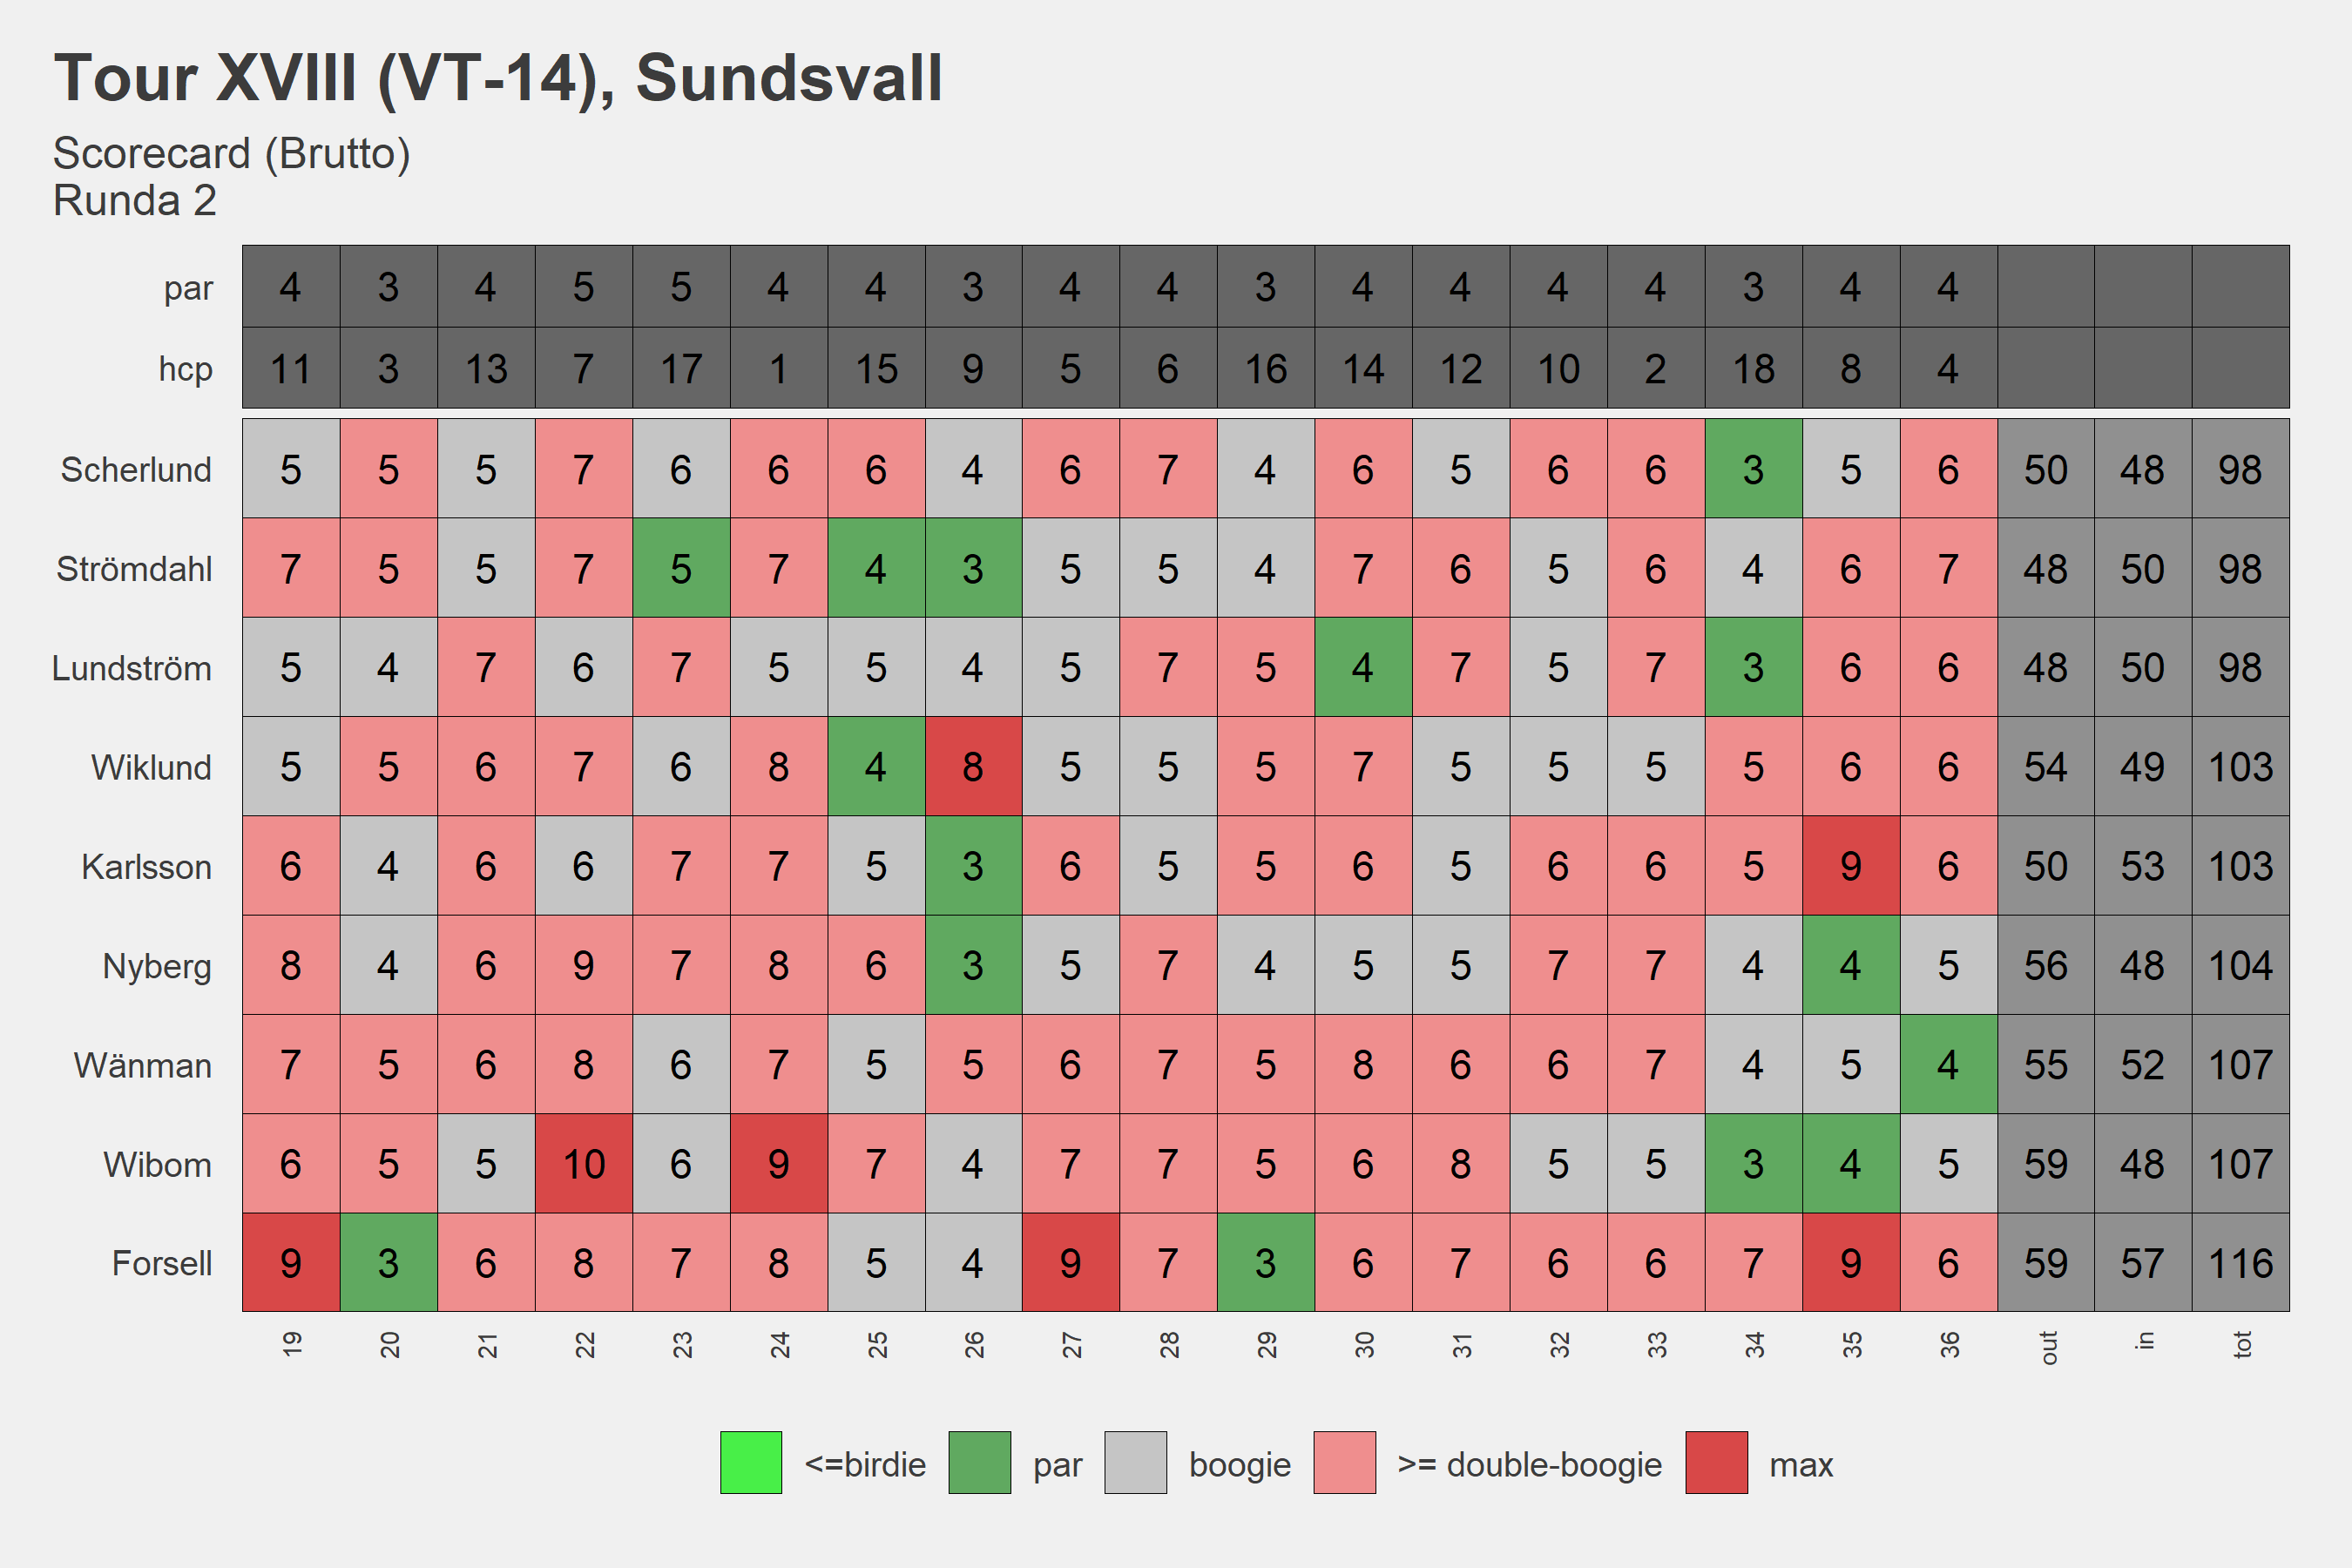 Tour XVIII (VT-14), Sundsvall
Scorecard (Brutto)
Runda 2
par 4 3 4 5 5 4 4 3 4 4 3 4 4 4 4 3 4 4
hcp 11 3 13 7 17 1 15 9 5 6 16 14 12 10 2 18 8 4
Scherlund 5 5 5 7 6 6 6 4 6 7 4 6 5 6 6 3 5 6 50 48 98
Strömdahl 7 5 5 7 5 7 4 3 5 5 4 7 6 5 6 4 6 7 48 50 98
Lundström 5 4 7 6 7 5 5 4 5 7 5 4 7 5 7 3 6 6 48 50 98
Wiklund 5 5 6 7 6 8 4 8 5 5 5 7 5 5 5 5 6 6 54 49 103
Karlsson 6 4 6 6 7 7 5 3 6 5 5 6 5 6 6 5 9 6 50 53 103
Nyberg 8 4 6 9 7 8 6 3 5 7 4 5 5 7 7 4 4 5 56 48 104
Wänman 7 5 6 8 6 7 5 5 6 7 5 8 6 6 7 4 5 4 55 52 107
Wibom 6 5 5 10 6 9 7 4 7 7 5 6 8 5 5 3 4 5 59 48 107
Forsell 9 3 6 8 7 8 5 4 9 7 3 6 7 6 6 7 9 6 59 57 116
19 20 21 22 23 24 25 26 27 28 29 30 31 32 33 34 35 36 out in tot
<=birdie par boogie >= double-boogie max